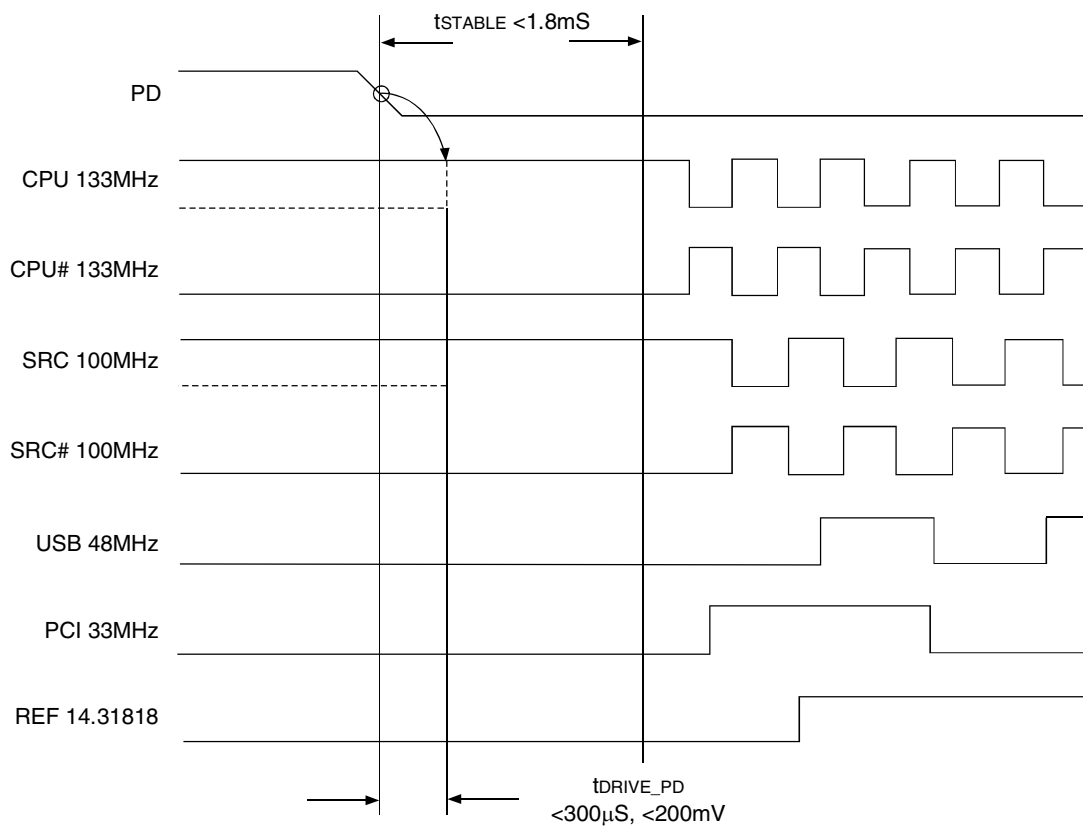 tSTABLE <1.8mS
PD
CPU 133MHz
CPU# 133MHz
SRC 100MHz
SRC# 100MHz
USB 48MHz
PCI 33MHz
REF 14.31818
tDRIVE_PD
<300μS, <200mV